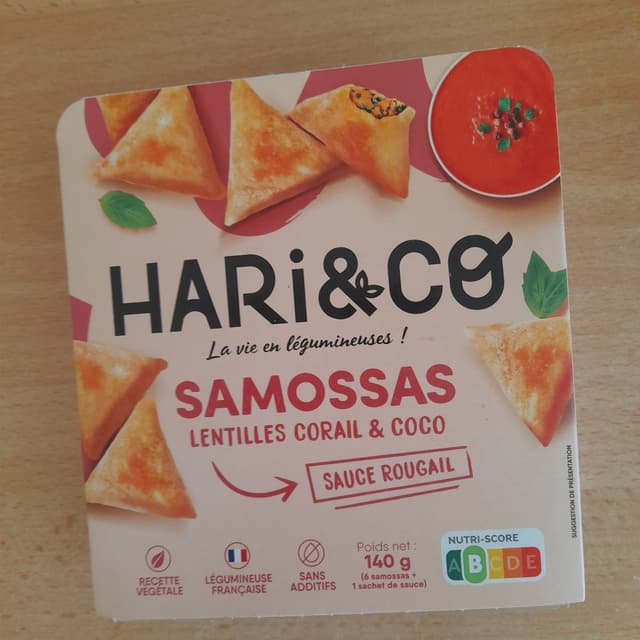 HARi&CO
La vie en légumineuses !
SAMOSSAS
LENTILLES CORAIL & COCO
SAUCE ROUGAIL
RECETTE
VÉGÉTALE
LÉGUMINEUSE
FRANÇAISE
SANS
ADDITIFS
Poids net :
140 g
(6 samossas +
1 sachet de sauce)
NUTRI-SCORE
A B C D E
SUGGESTION DE PRÉSENTATION